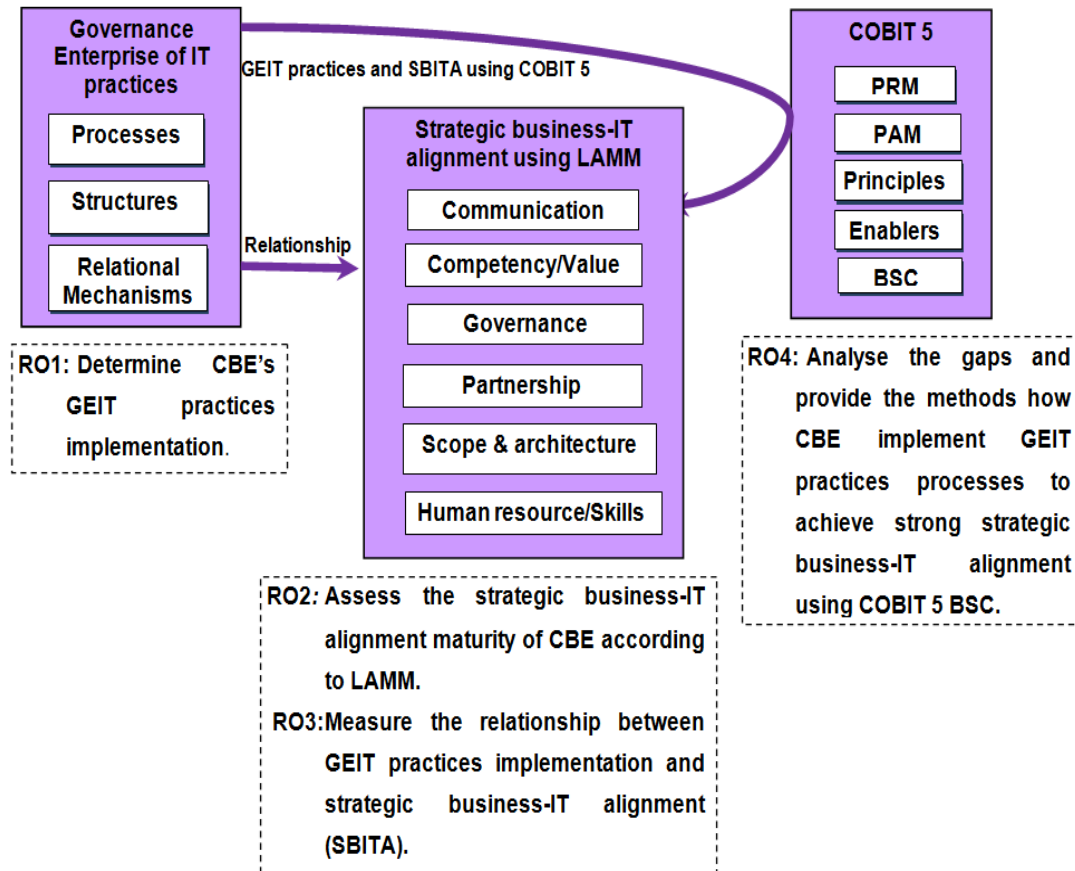 Governance
Enterprise of IT
practices
Processes
Structures
Relational
Mechanisms
GEIT practices and SBITA using COBIT 5
Relationship
Strategic business-IT
alignment using LAMM
Communication
Competency/Value
Governance
Partnership
Scope & architecture
Human resource/Skills
COBIT 5
PRM
PAM
Principles
Enablers
BSC
RO1: Determine CBE's
GEIT practices
implementation.
RO2: Assess the strategic business-IT
alignment maturity of CBE according
to LAMM.
RO3:Measure the relationship between
GEIT practices implementation and
strategic business-IT alignment
(SBITA).
RO4: Analyse the gaps and
provide the methods how
CBE implement GEIT
practices processes to
achieve strong strategic
business-IT alignment
using COBIT 5 BSC.